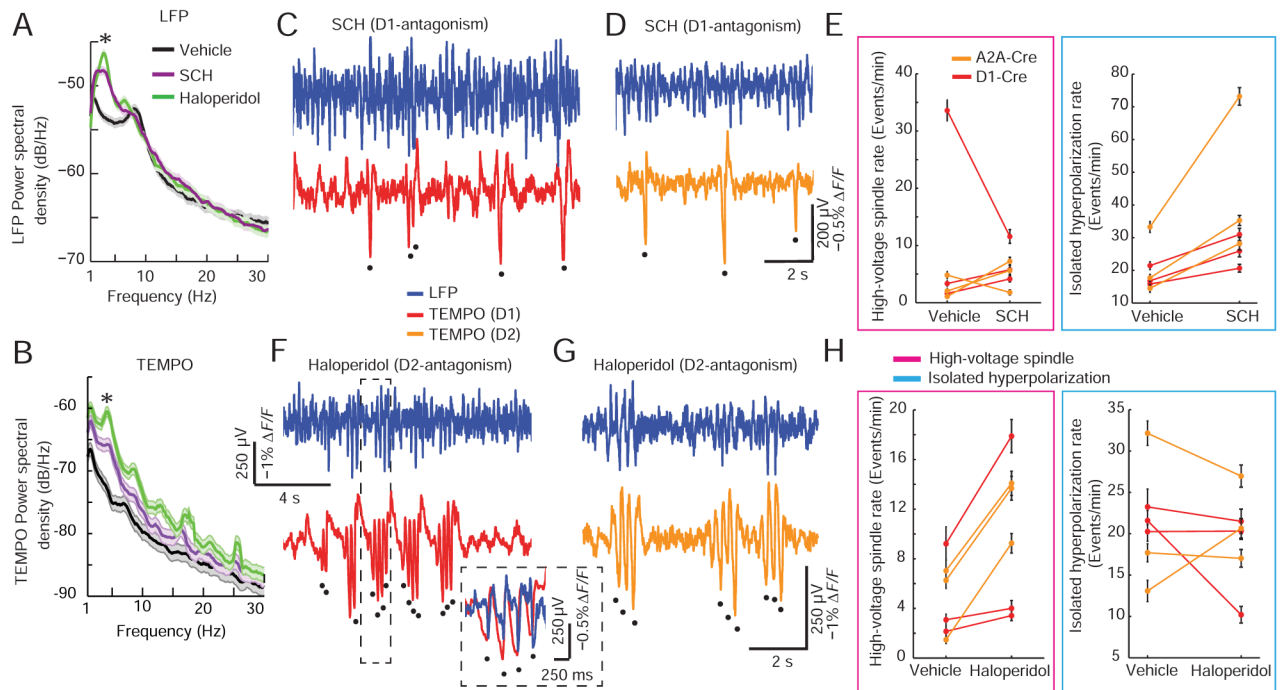 A
LFP
Vehicle
SCH
Haloperidol
*
LFP Power spectral
density (dB/Hz)
−50
−60
−70
1
10
20
30
Frequency (Hz)
C
SCH (D1-antagonism)
D
SCH (D1-antagonism)
200 µV
−0.5% ΔF/F
2 s
LFP
TEMPO (D1)
TEMPO (D2)
E
A2A-Cre
D1-Cre
High-voltage spindle rate (Events/min)
40
30
20
10
0
Vehicle
SCH
Isolated hyperpolarization rate
(Events/min)
80
70
60
50
40
30
20
10
Vehicle
SCH
B
TEMPO
*
TEMPO Power spectral
density (dB/Hz)
-60
-70
-80
-90
1
10
20
30
Frequency (Hz)
F
Haloperidol (D2-antagonism)
250 µV
−1% ΔF/F
4 s
250 µV
−0.5% ΔF/F
250 ms
G
Haloperidol (D2-antagonism)
250 µV
−1% ΔF/F
2 s
H
High-voltage spindle
Isolated hyperpolarization
High-voltage spindle rate (Events/min)
20
16
12
8
4
0
Vehicle
Haloperidol
Isolated hyperpolarization rate
(Events/min)
35
30
25
20
15
10
5
Vehicle
Haloperidol